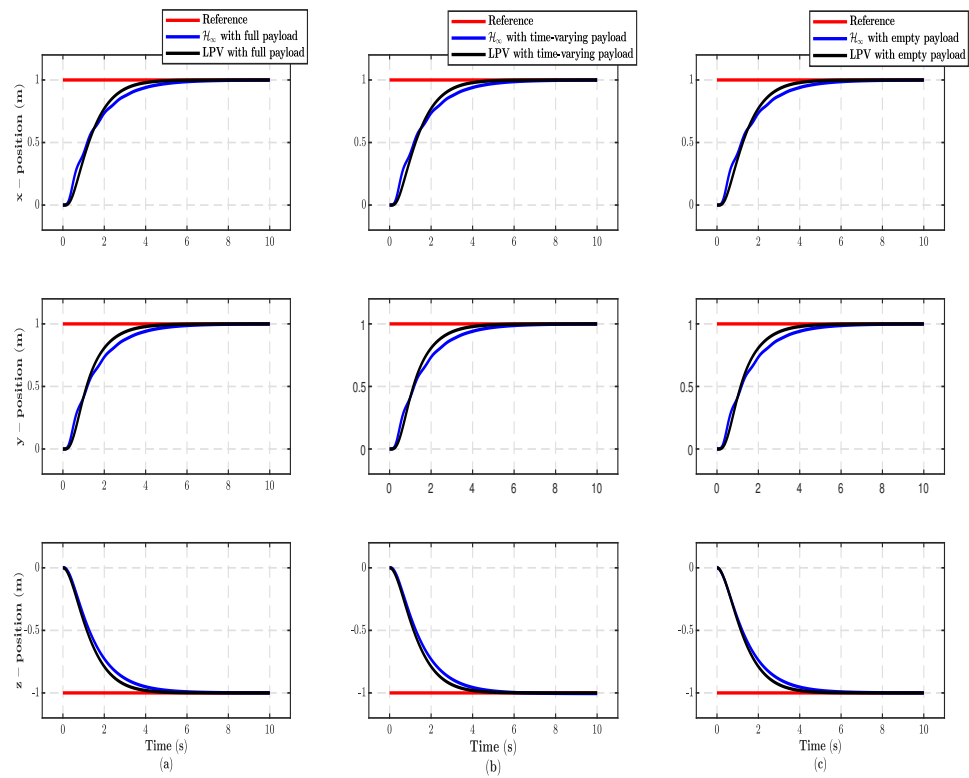 Reference
H∞ with full payload
LPV with full payload
Reference
H∞ with time-varying payload
LPV with time-varying payload
Reference
H∞ with empty payload
LPV with empty payload
x − position (m)
1
0.5
0
0 2 4 6 8 10
1
0.5
0
0 2 4 6 8 10
1
0.5
0
0 2 4 6 8 10
y − position (m)
1
0.5
0
0 2 4 6 8 10
1
0.5
0
0 2 4 6 8 10
1
0.5
0
0 2 4 6 8 10
z − position (m)
0
-0.5
-1
0 2 4 6 8 10
Time (s)
(a)
0
-0.5
-1
0 2 4 6 8 10
Time (s)
(b)
0
-0.5
-1
0 2 4 6 8 10
Time (s)
(c)